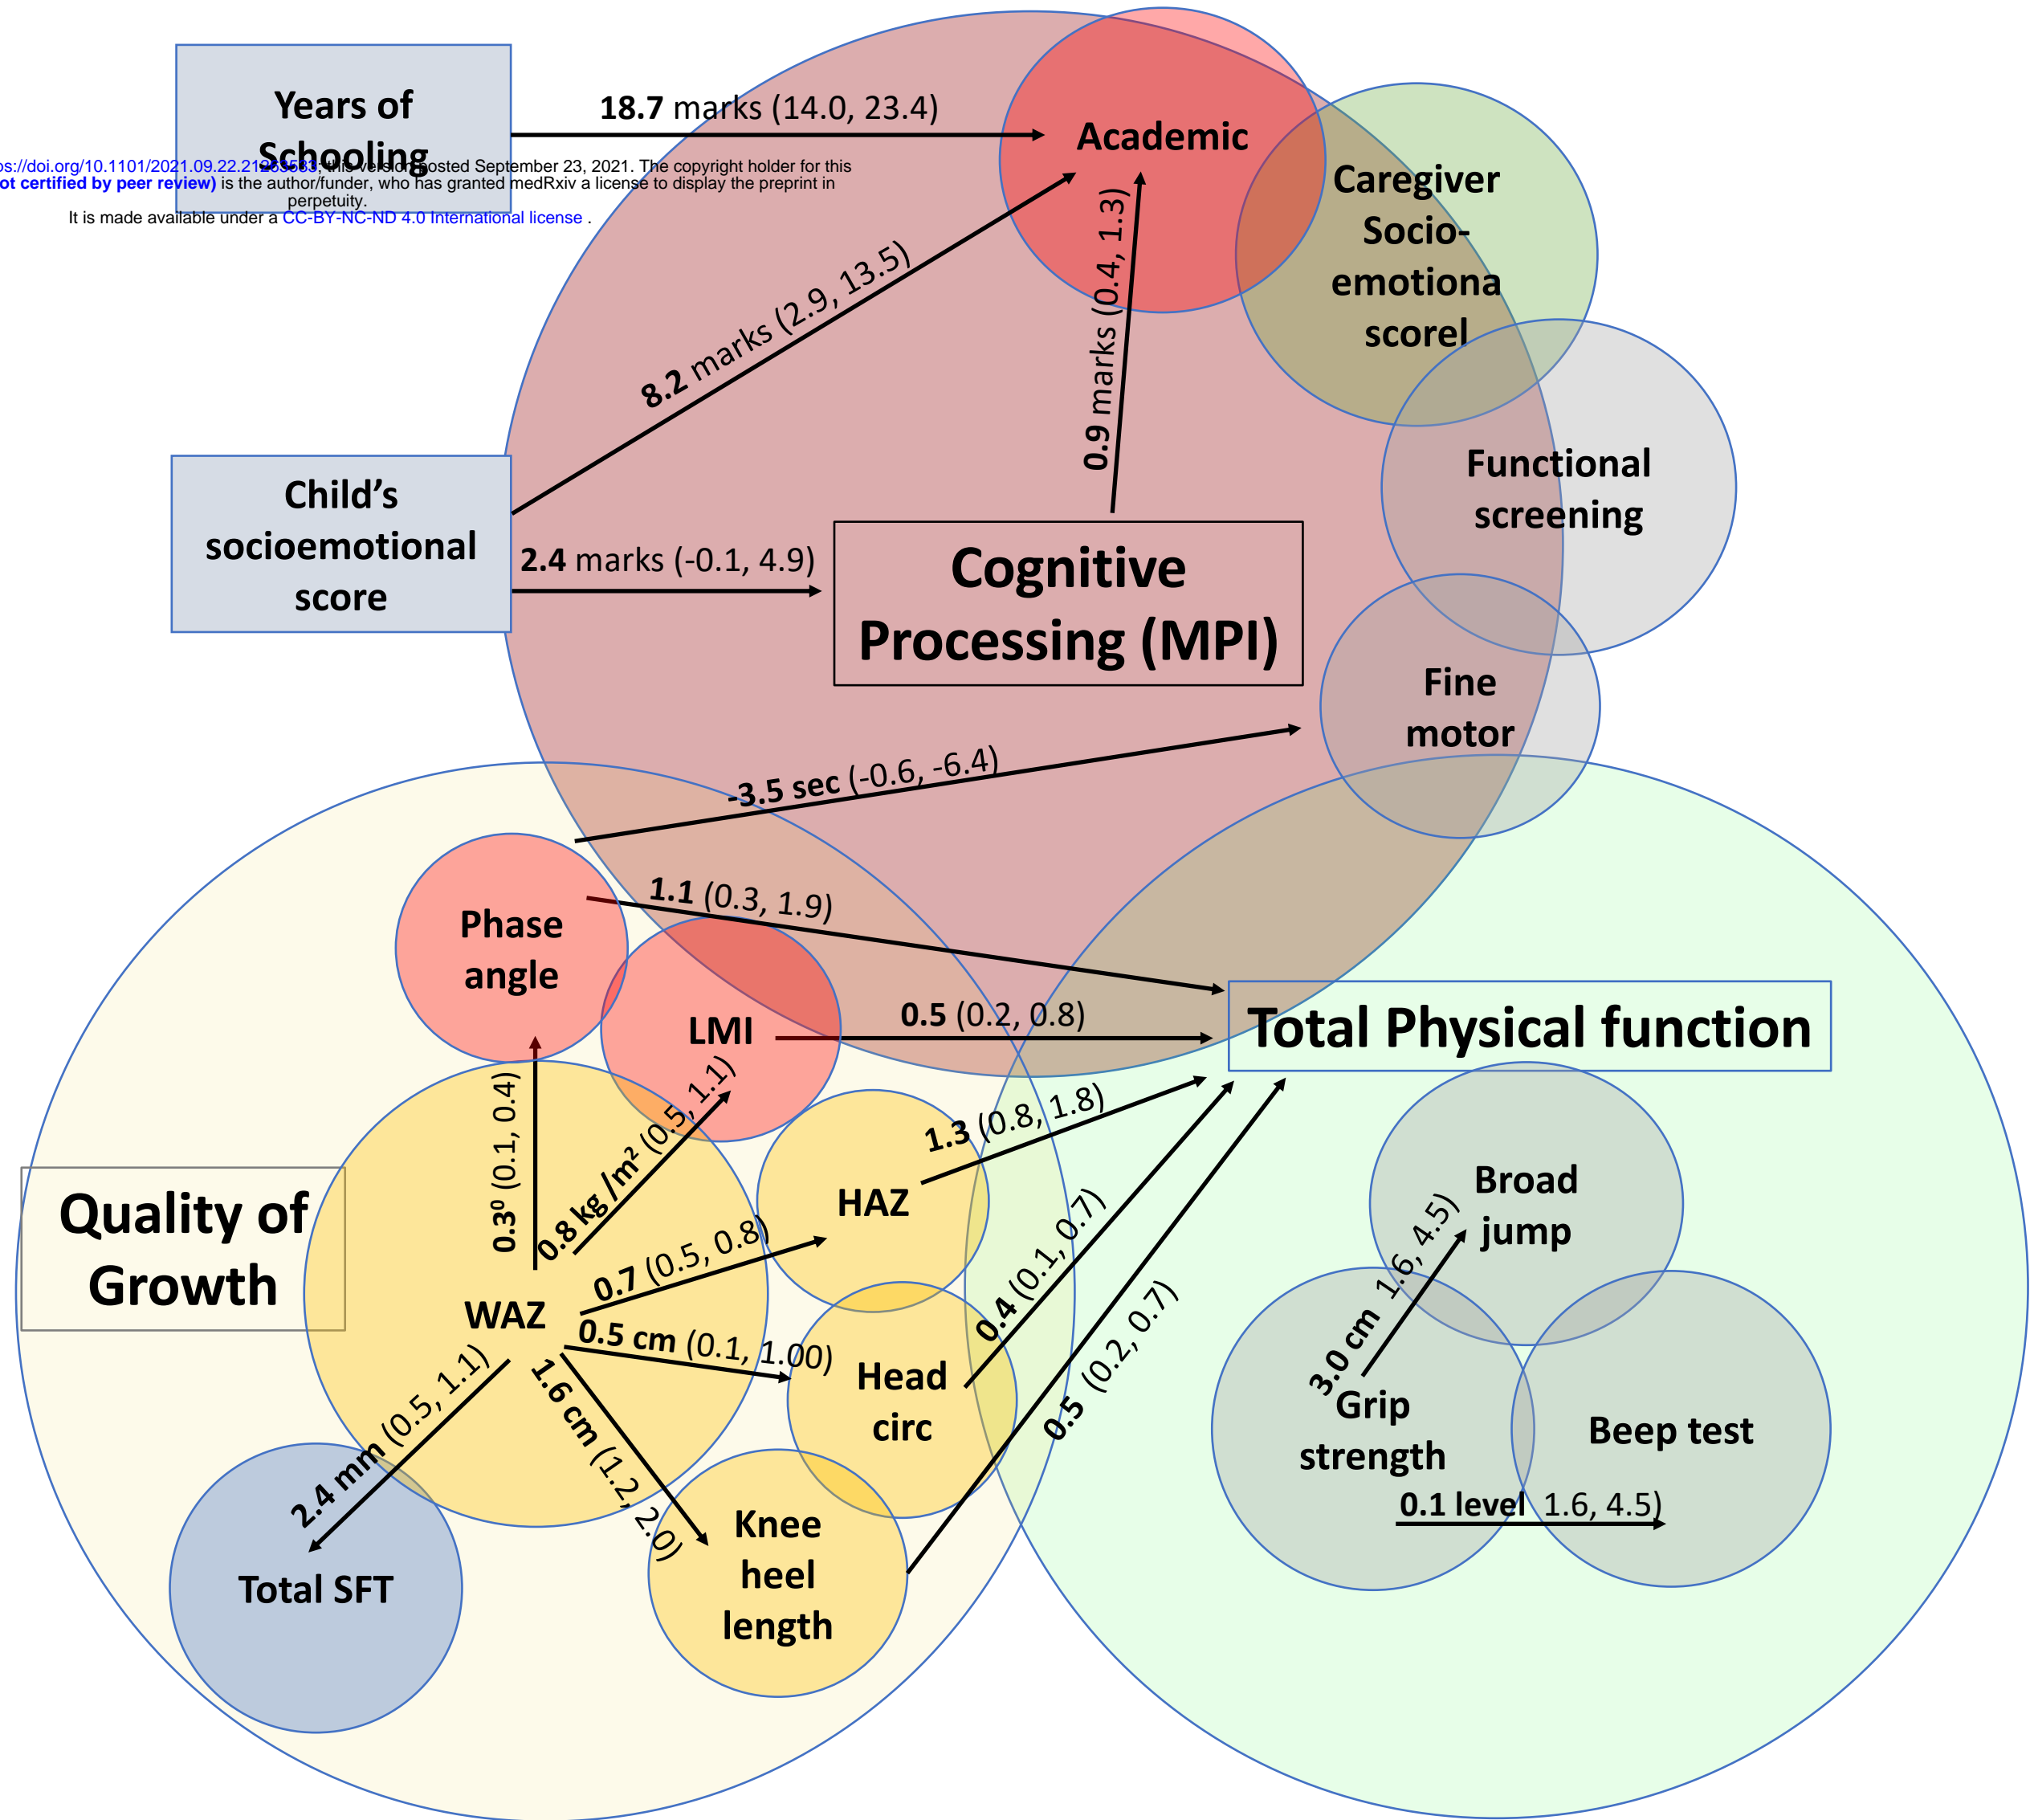 Years of
Schooling
18.7 marks (14.0, 23.4)
Academic
ps://doi.org/10.1101/2021.09.22.21263533; this version posted September 23, 2021. The copyright holder for this
ot certified by peer review) is the author/funder, who has granted medRxiv a license to display the preprint in
perpetuity.
It is made available under a CC-BY-NC-ND 4.0 International license .
Caregiver
Socio-
emotiona
scorel
8.2 marks (2.9, 13.5)
0.9 marks (0.4, 1.3)
Functional
screening
Child's
socioemotional
score
2.4 marks (-0.1, 4.9)
Cognitive
Processing (MPI)
Fine
motor
-3.5 sec (-0.6, -6.4)
Phase
angle
1.1 (0.3, 1.9)
LMI
0.5 (0.2, 0.8)
Total Physical function
0.3⁰ (0.1, 0.4)
0.8 kg /m² (0.5, 1.1)
HAZ
1.3 (0.8, 1.8)
Quality of
Growth
WAZ
0.7 (0.5, 0.8)
0.5 cm (0.1, 1.00)
1.6 cm (1.2, 2.0)
2.4 mm (0.5, 1.1)
Head
circ
0.4 (0.1, 0.7)
0.5 (0.2, 0.7)
Knee
heel
length
Total SFT
Broad
jump
3.0 cm 1.6, 4.5)
Grip
strength
Beep test
0.1 level 1.6, 4.5)